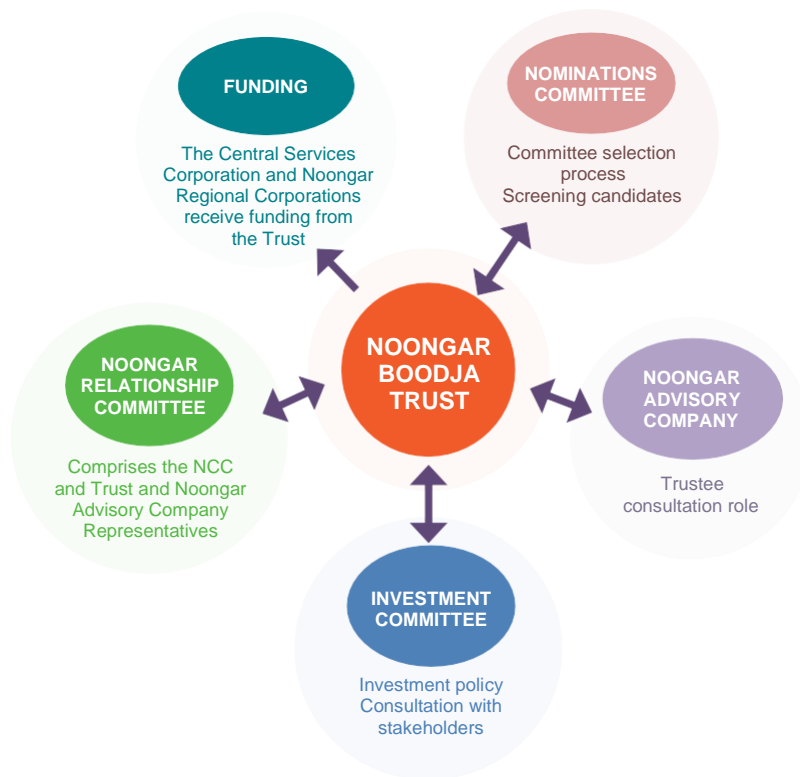 FUNDING
The Central Services
Corporation and Noongar
Regional Corporations
receive funding from
the Trust
NOMINATIONS
COMMITTEE
Committee selection
process
Screening candidates
NOONGAR
BOODJA
TRUST
NOONGAR
RELATIONSHIP
COMMITTEE
Comprises the NCC
and Trust and Noongar
Advisory Company
Representatives
NOONGAR
ADVISORY
COMPANY
Trustee
consultation role
INVESTMENT
COMMITTEE
Investment policy
Consultation with
stakeholders